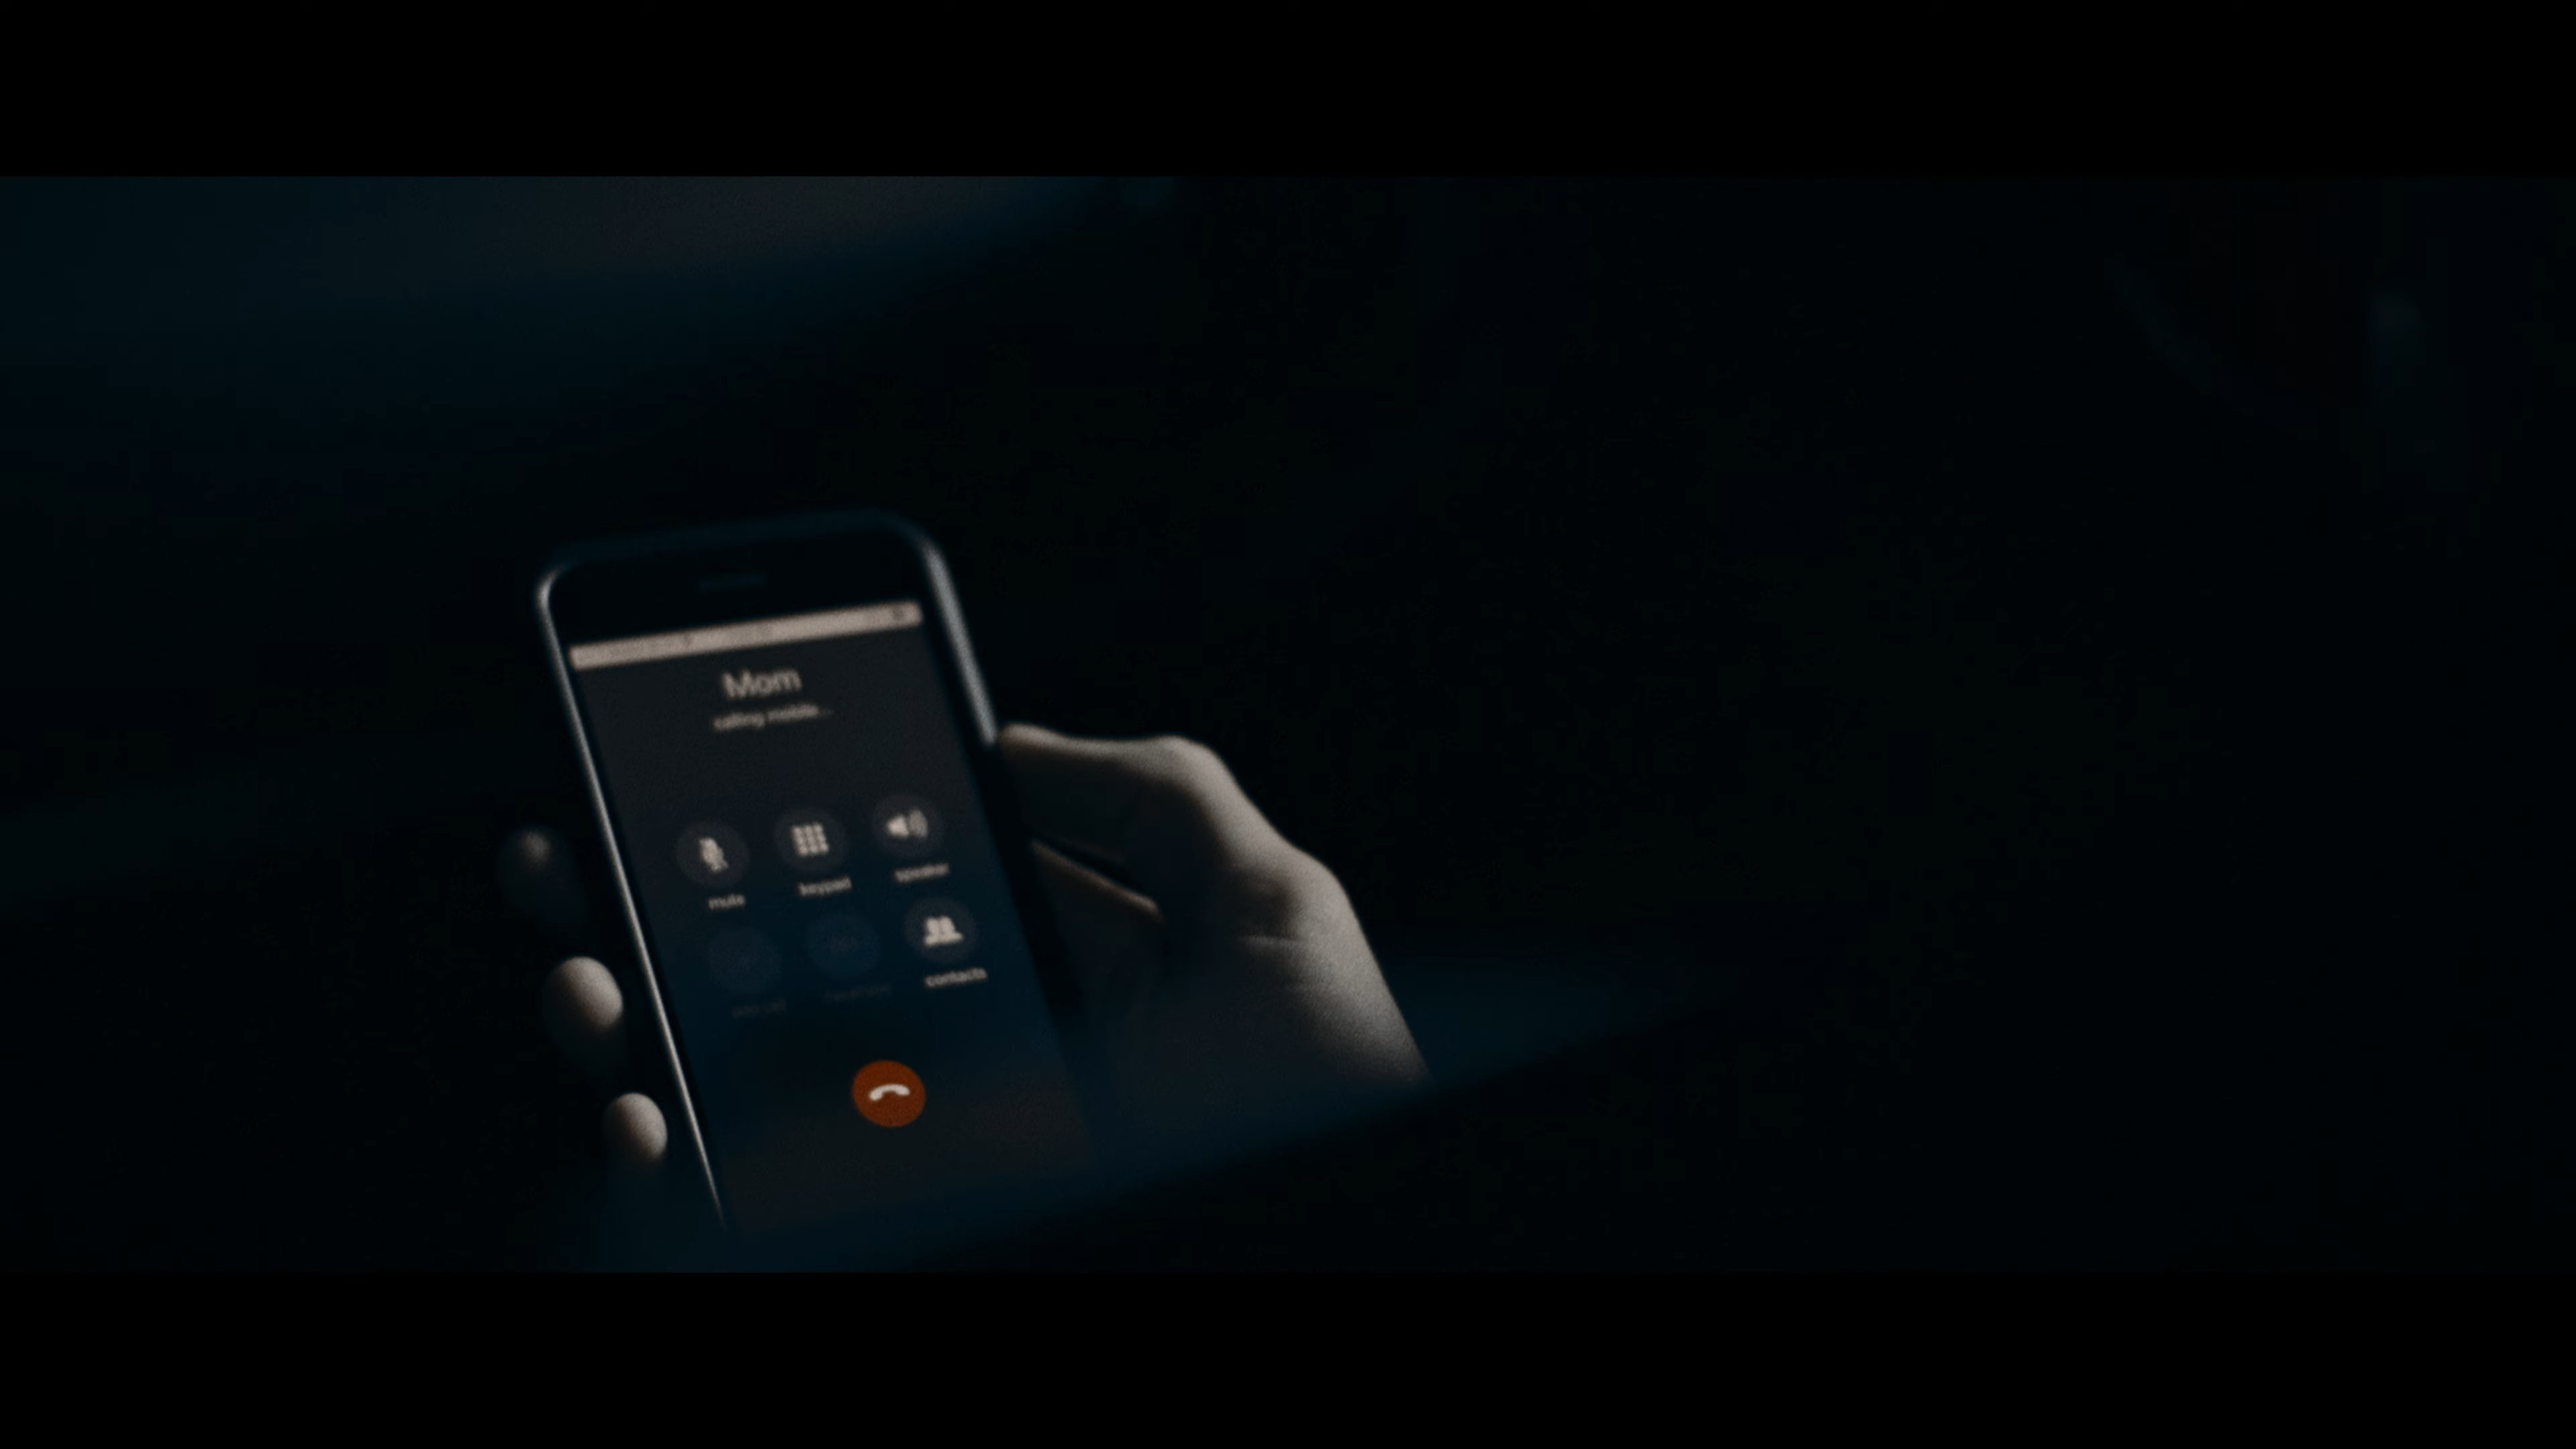 Mom
calling mobile...
mute
keypad
speaker
contacts